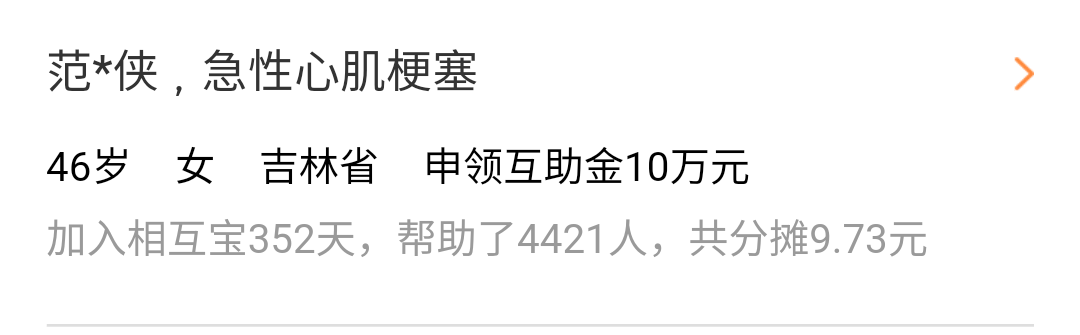 范*侠，急性心肌梗塞
46岁 女 吉林省 申领互助金10万元
加入相互宝352天，帮助了4421人，共分摊9.73元